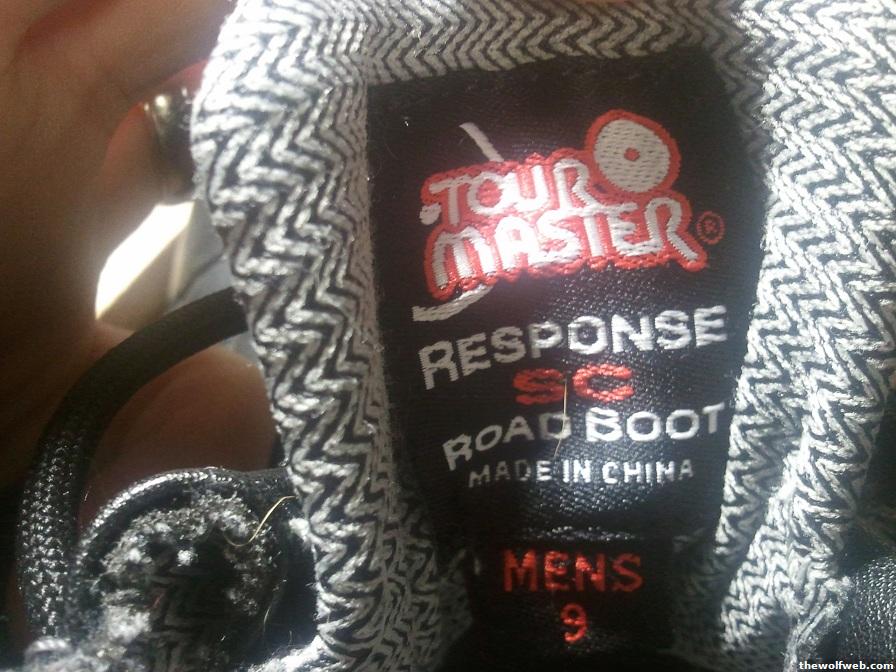 TOUR
MASTER®
RESPONSE
SC
ROAD BOOT
MADE IN CHINA
MENS
9
thewolfweb.com